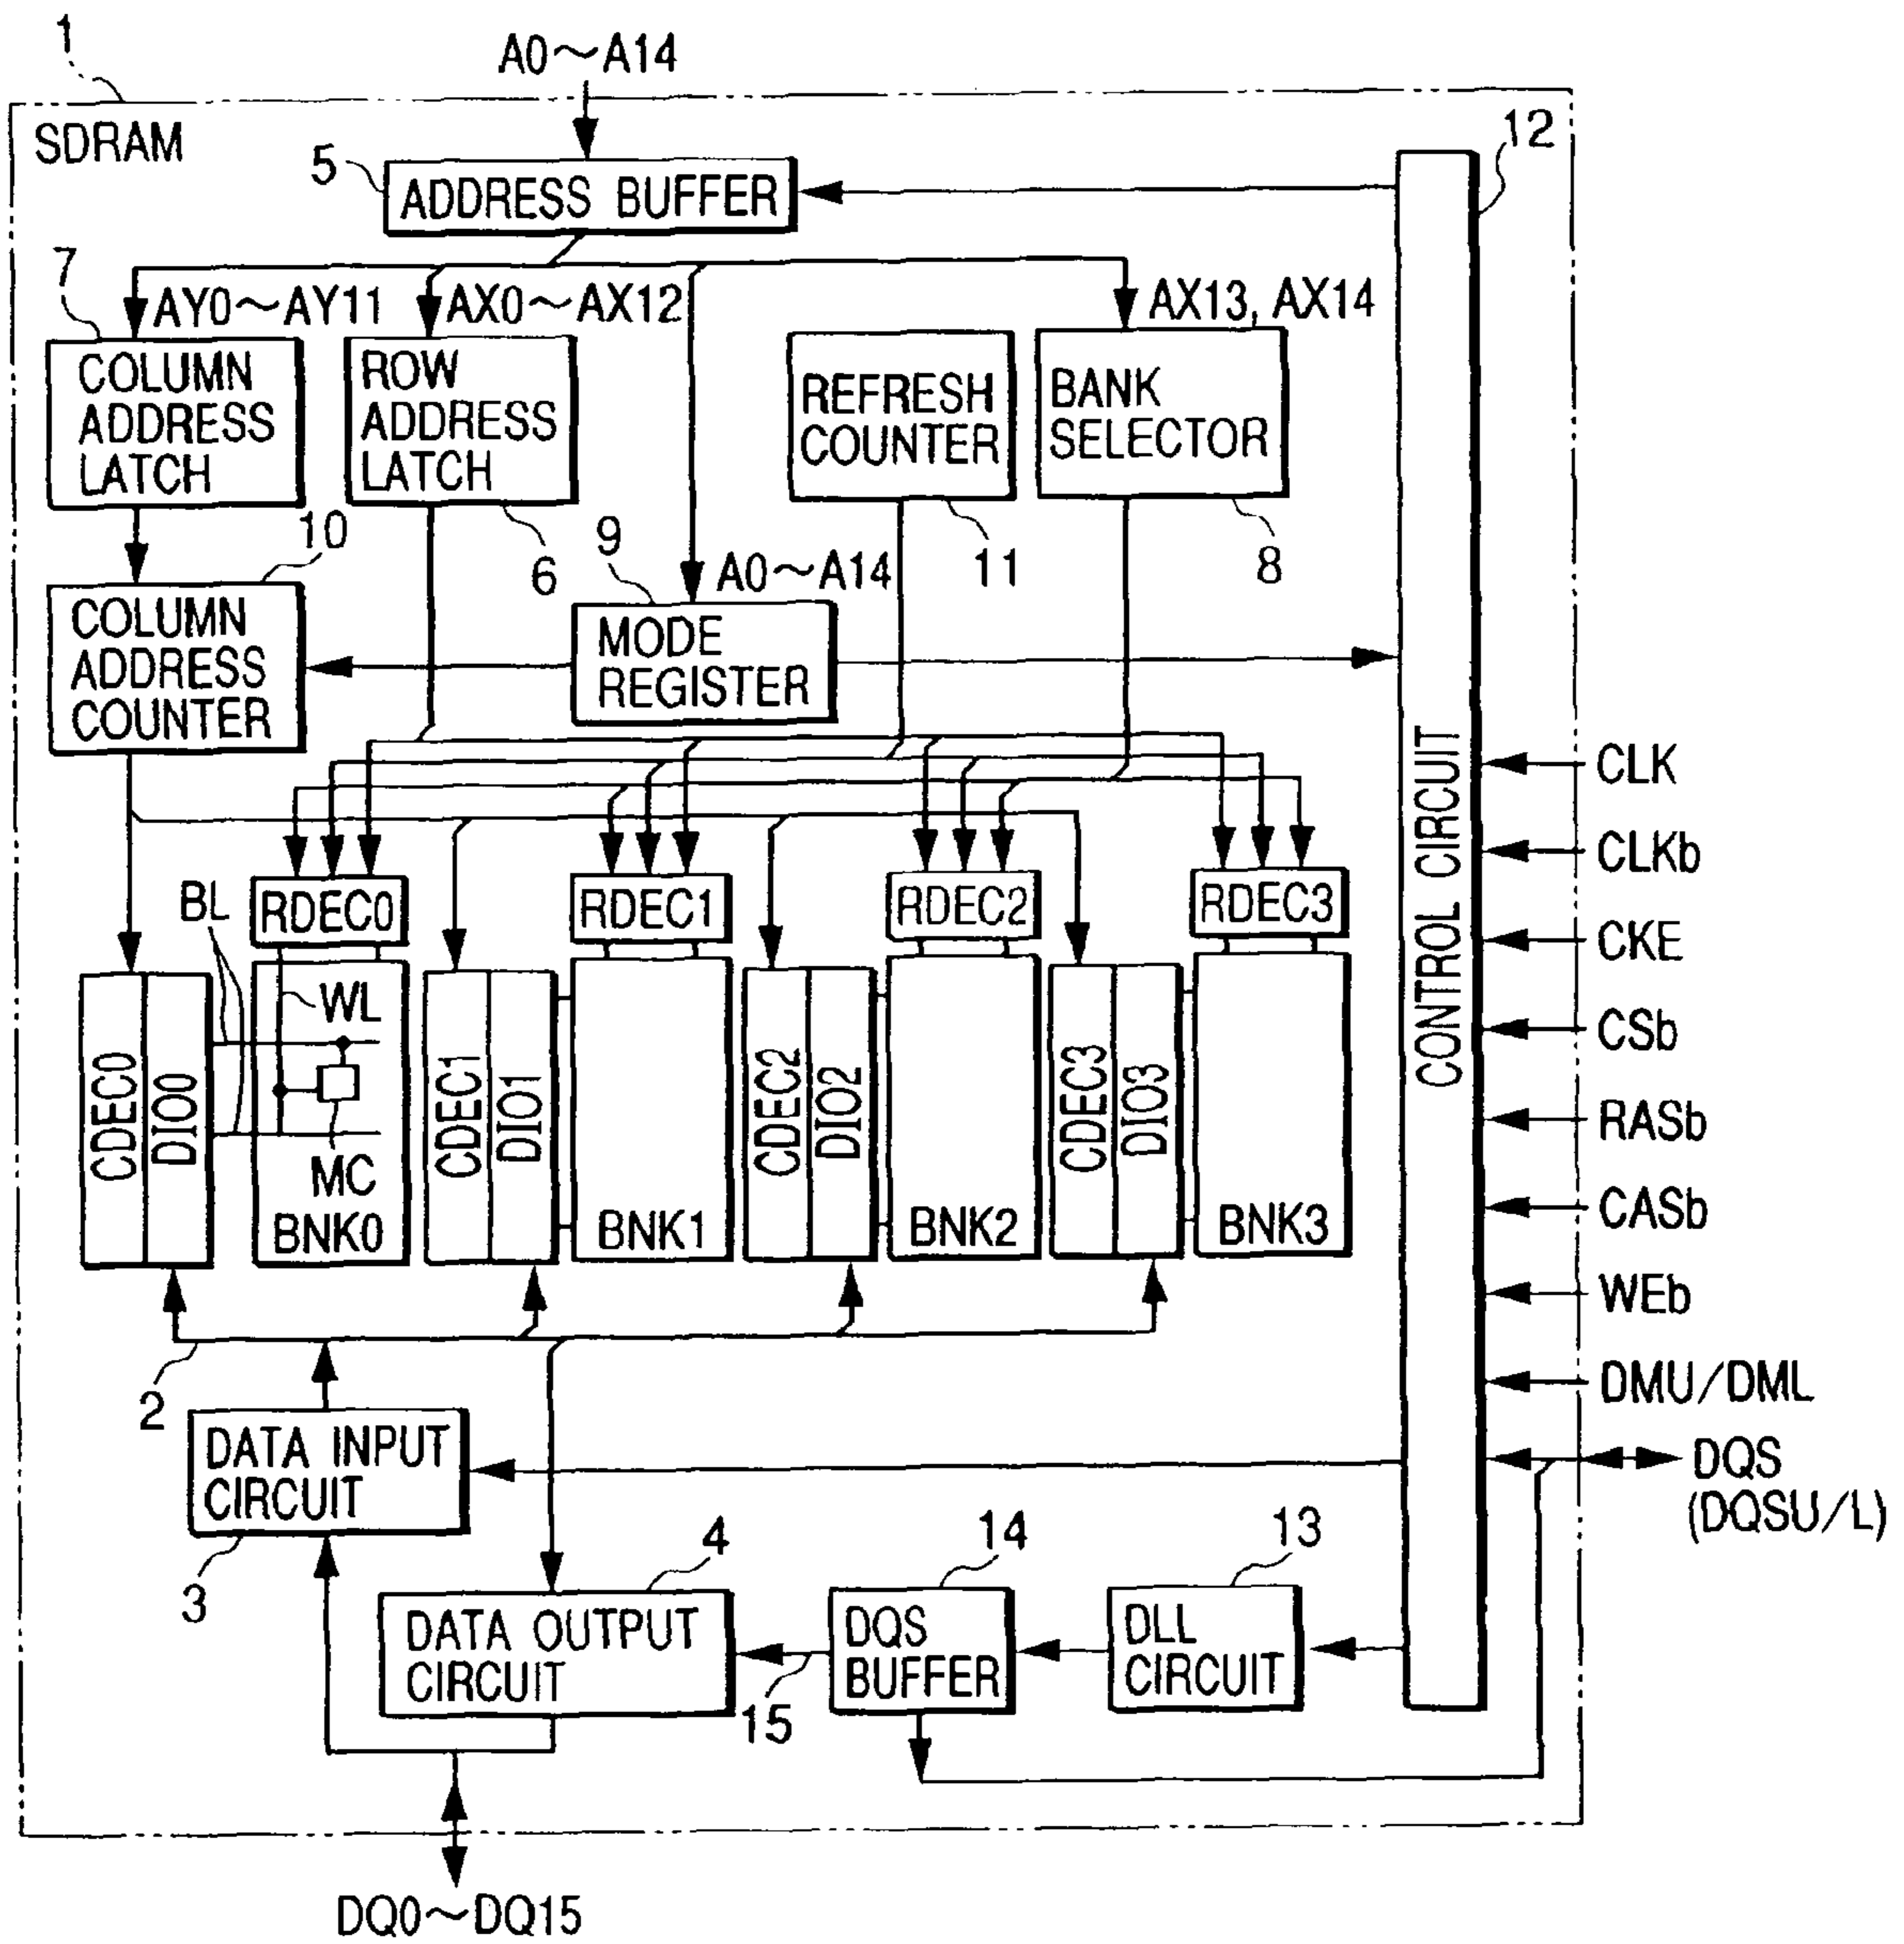 1
A0~A14
SDRAM
12
5
ADDRESS BUFFER
7
AY0~AY11
AX0~AX12
AX13, AX14
COLUMN
ADDRESS
LATCH
ROW
ADDRESS
LATCH
REFRESH
COUNTER
BANK
SELECTOR
10
6
9
A0~A14
11
8
COLUMN
ADDRESS
COUNTER
MODE
REGISTER
CONTROL CIRCUIT
CLK
CLKb
CKE
CSb
RASb
CASb
WEb
DMU/DML
DQS
(DQSU/L)
BL
RDEC0
RDEC1
RDEC2
RDEC3
WL
CDEC0
DIO0
MC
BNK0
CDEC1
DIO1
BNK1
CDEC2
DIO2
BNK2
CDEC3
DIO3
BNK3
2
DATA INPUT
CIRCUIT
3
4
14
13
DATA OUTPUT
CIRCUIT
DQS
BUFFER
DLL
CIRCUIT
15
DQ0~DQ15